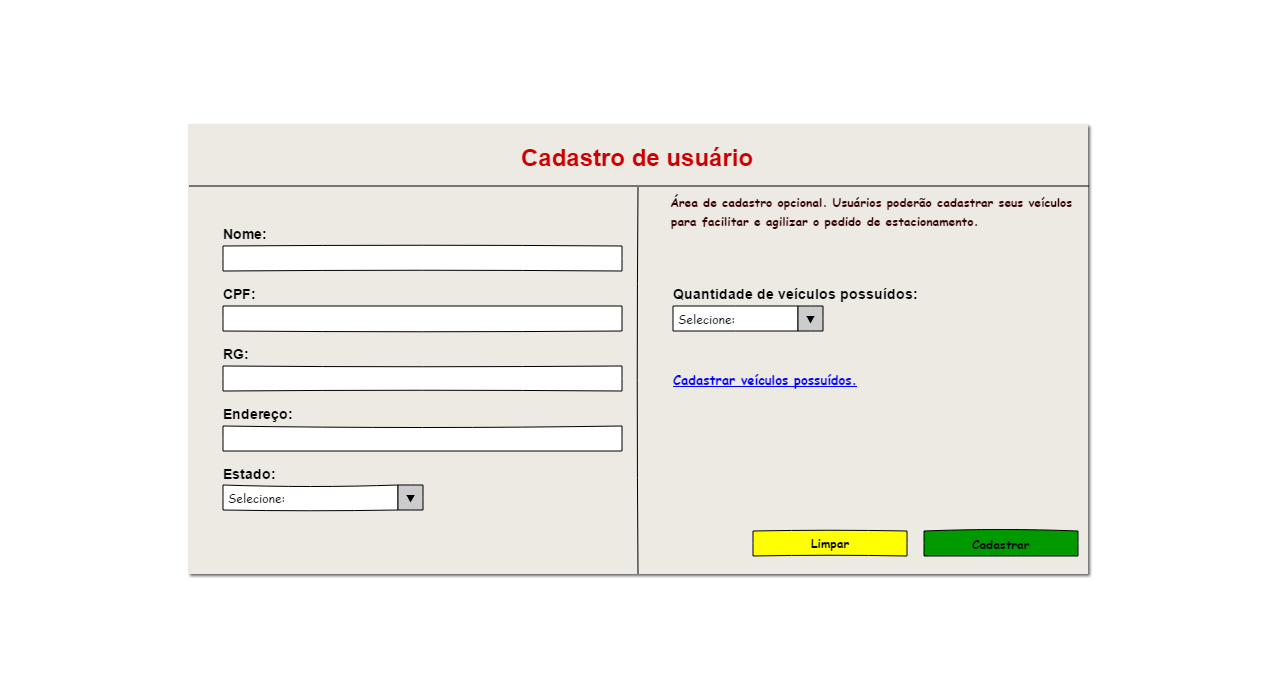 Cadastro de usuário
Nome:
CPF:
RG:
Endereço:
Estado:
Selecione:
Área de cadastro opcional. Usuários poderão cadastrar seus veículos
para facilitar e agilizar o pedido de estacionamento.
Quantidade de veículos possuídos:
Selecione:
Cadastrar veículos possuídos.
Limpar
Cadastrar